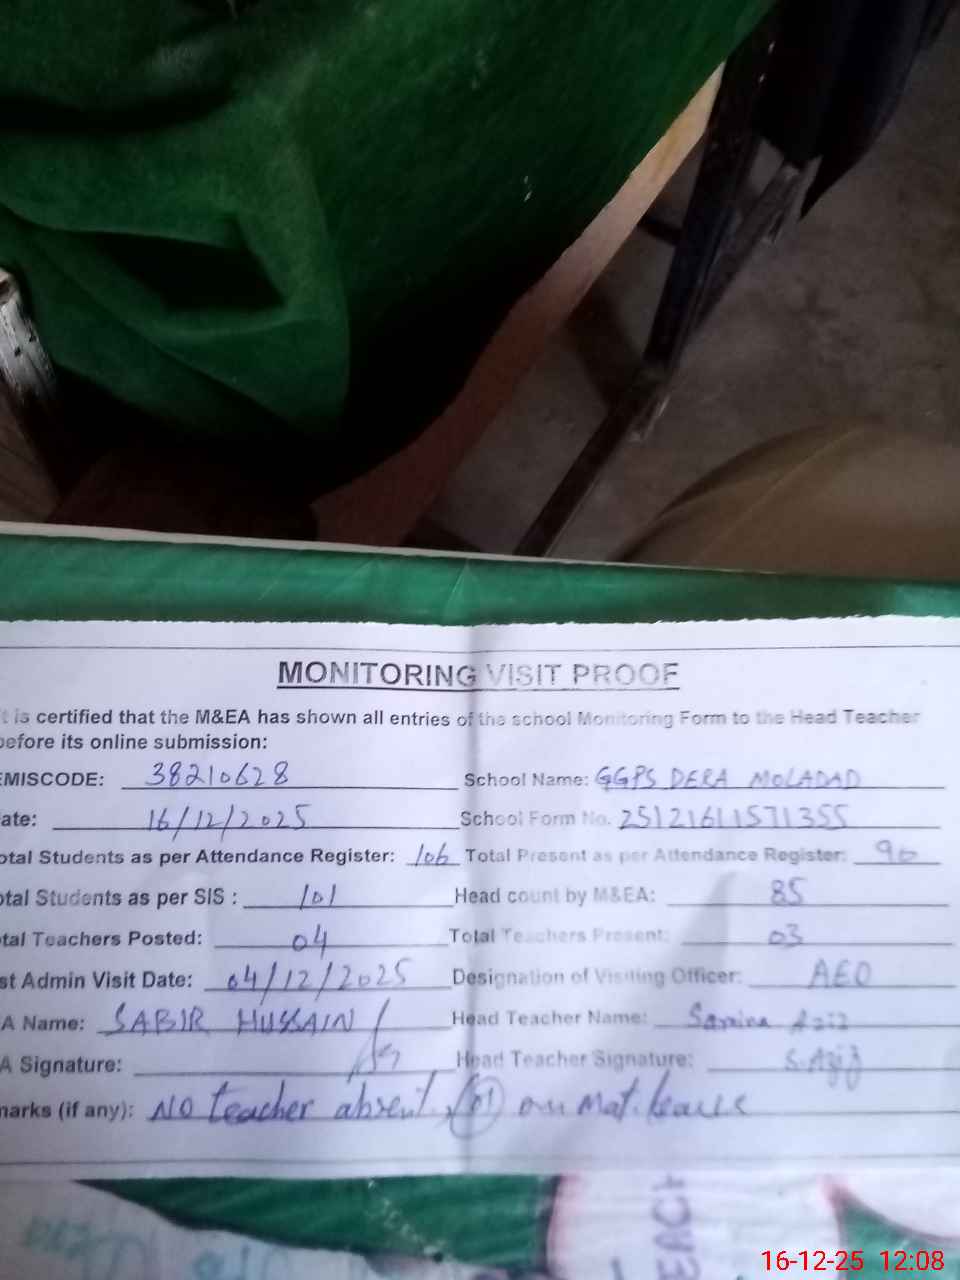 MONITORING VISIT PROOF
t is certified that the M&EA has shown all entries of the school Monitoring Form to the Head Teacher
before its online submission:
EMISCODE: 38210628 School Name: GGPS DERA MOLADAD
ate: 16/12/2025 School Form No. 25121611571355
otal Students as per Attendance Register: 106 Total Present as per Attendance Register: 90
otal Students as per SIS : 101 Head count by M&EA: 85
otal Teachers Posted: 04 Total Teachers Present: 03
st Admin Visit Date: 04/12/2025 Designation of Visiting Officer: AEO
A Name: SABIR HUSSAIN Head Teacher Name: Samina Aziz
A Signature: Head Teacher Signature: S.Aziz
marks (if any): NO teacher absent, 01 on mat. leave
EACH
16-12-25 12:08